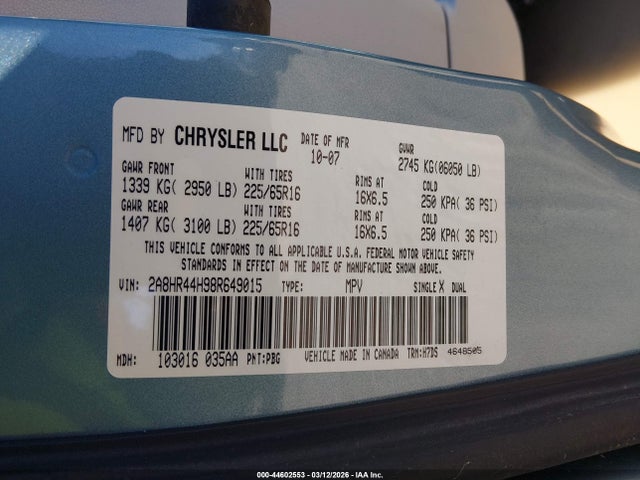 MFD BY CHRYSLER LLC DATE OF MFR 10-07 GVWR 2745 KG(06050 LB)
GAWR FRONT WITH TIRES RIMS AT COLD
1339 KG( 2950 LB) 225/65R16 16X6.5 250 KPA( 36 PSI)
GAWR REAR WITH TIRES RIMS AT COLD
1407 KG( 3100 LB) 225/65R16 16X6.5 250 KPA( 36 PSI)
THIS VEHICLE CONFORMS TO ALL APPLICABLE U.S.A. FEDERAL MOTOR VEHICLE SAFETY
STANDARDS IN EFFECT ON THE DATE OF MANUFACTURE SHOWN ABOVE.
VIN: 2A8HR44H98R649015 TYPE: MPV SINGLE X DUAL
MDH: 103016 035AA PNT:PBG VEHICLE MADE IN CANADA TRM:H7DS 4648505
000-44602553 - 03/12/2026 - IAA Inc.